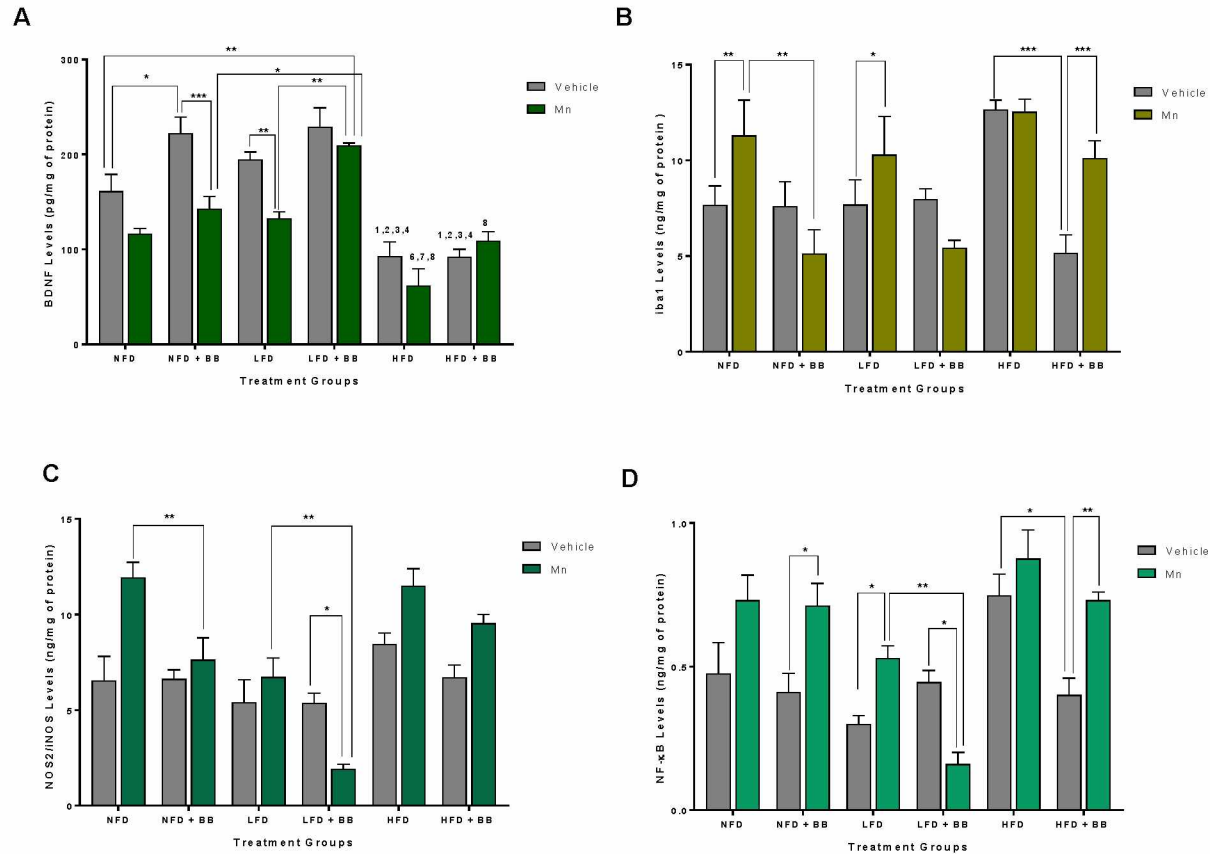 A
BDNF Levels (pg/mg of protein)
300
200
100
0
**
*
*
***
**
**
1,2,3,4
6,7,8
1,2,3,4
8
Vehicle
Mn
NFD
NFD + BB
LFD
LFD + BB
HFD
HFD + BB
Treatment Groups
B
iba1 Levels (ng/mg of protein)
15
10
5
0
**
**
*
***
***
Vehicle
Mn
NFD
NFD + BB
LFD
LFD + BB
HFD
HFD + BB
Treatment Groups
C
NOS2/iNOS Levels (ng/mg of protein)
15
10
5
0
**
**
*
Vehicle
Mn
NFD
NFD + BB
LFD
LFD + BB
HFD
HFD + BB
Treatment Groups
D
NF-κB Levels (ng/mg of protein)
1.0
0.5
0.0
*
*
**
*
*
**
Vehicle
Mn
NFD
NFD + BB
LFD
LFD + BB
HFD
HFD + BB
Treatment Groups